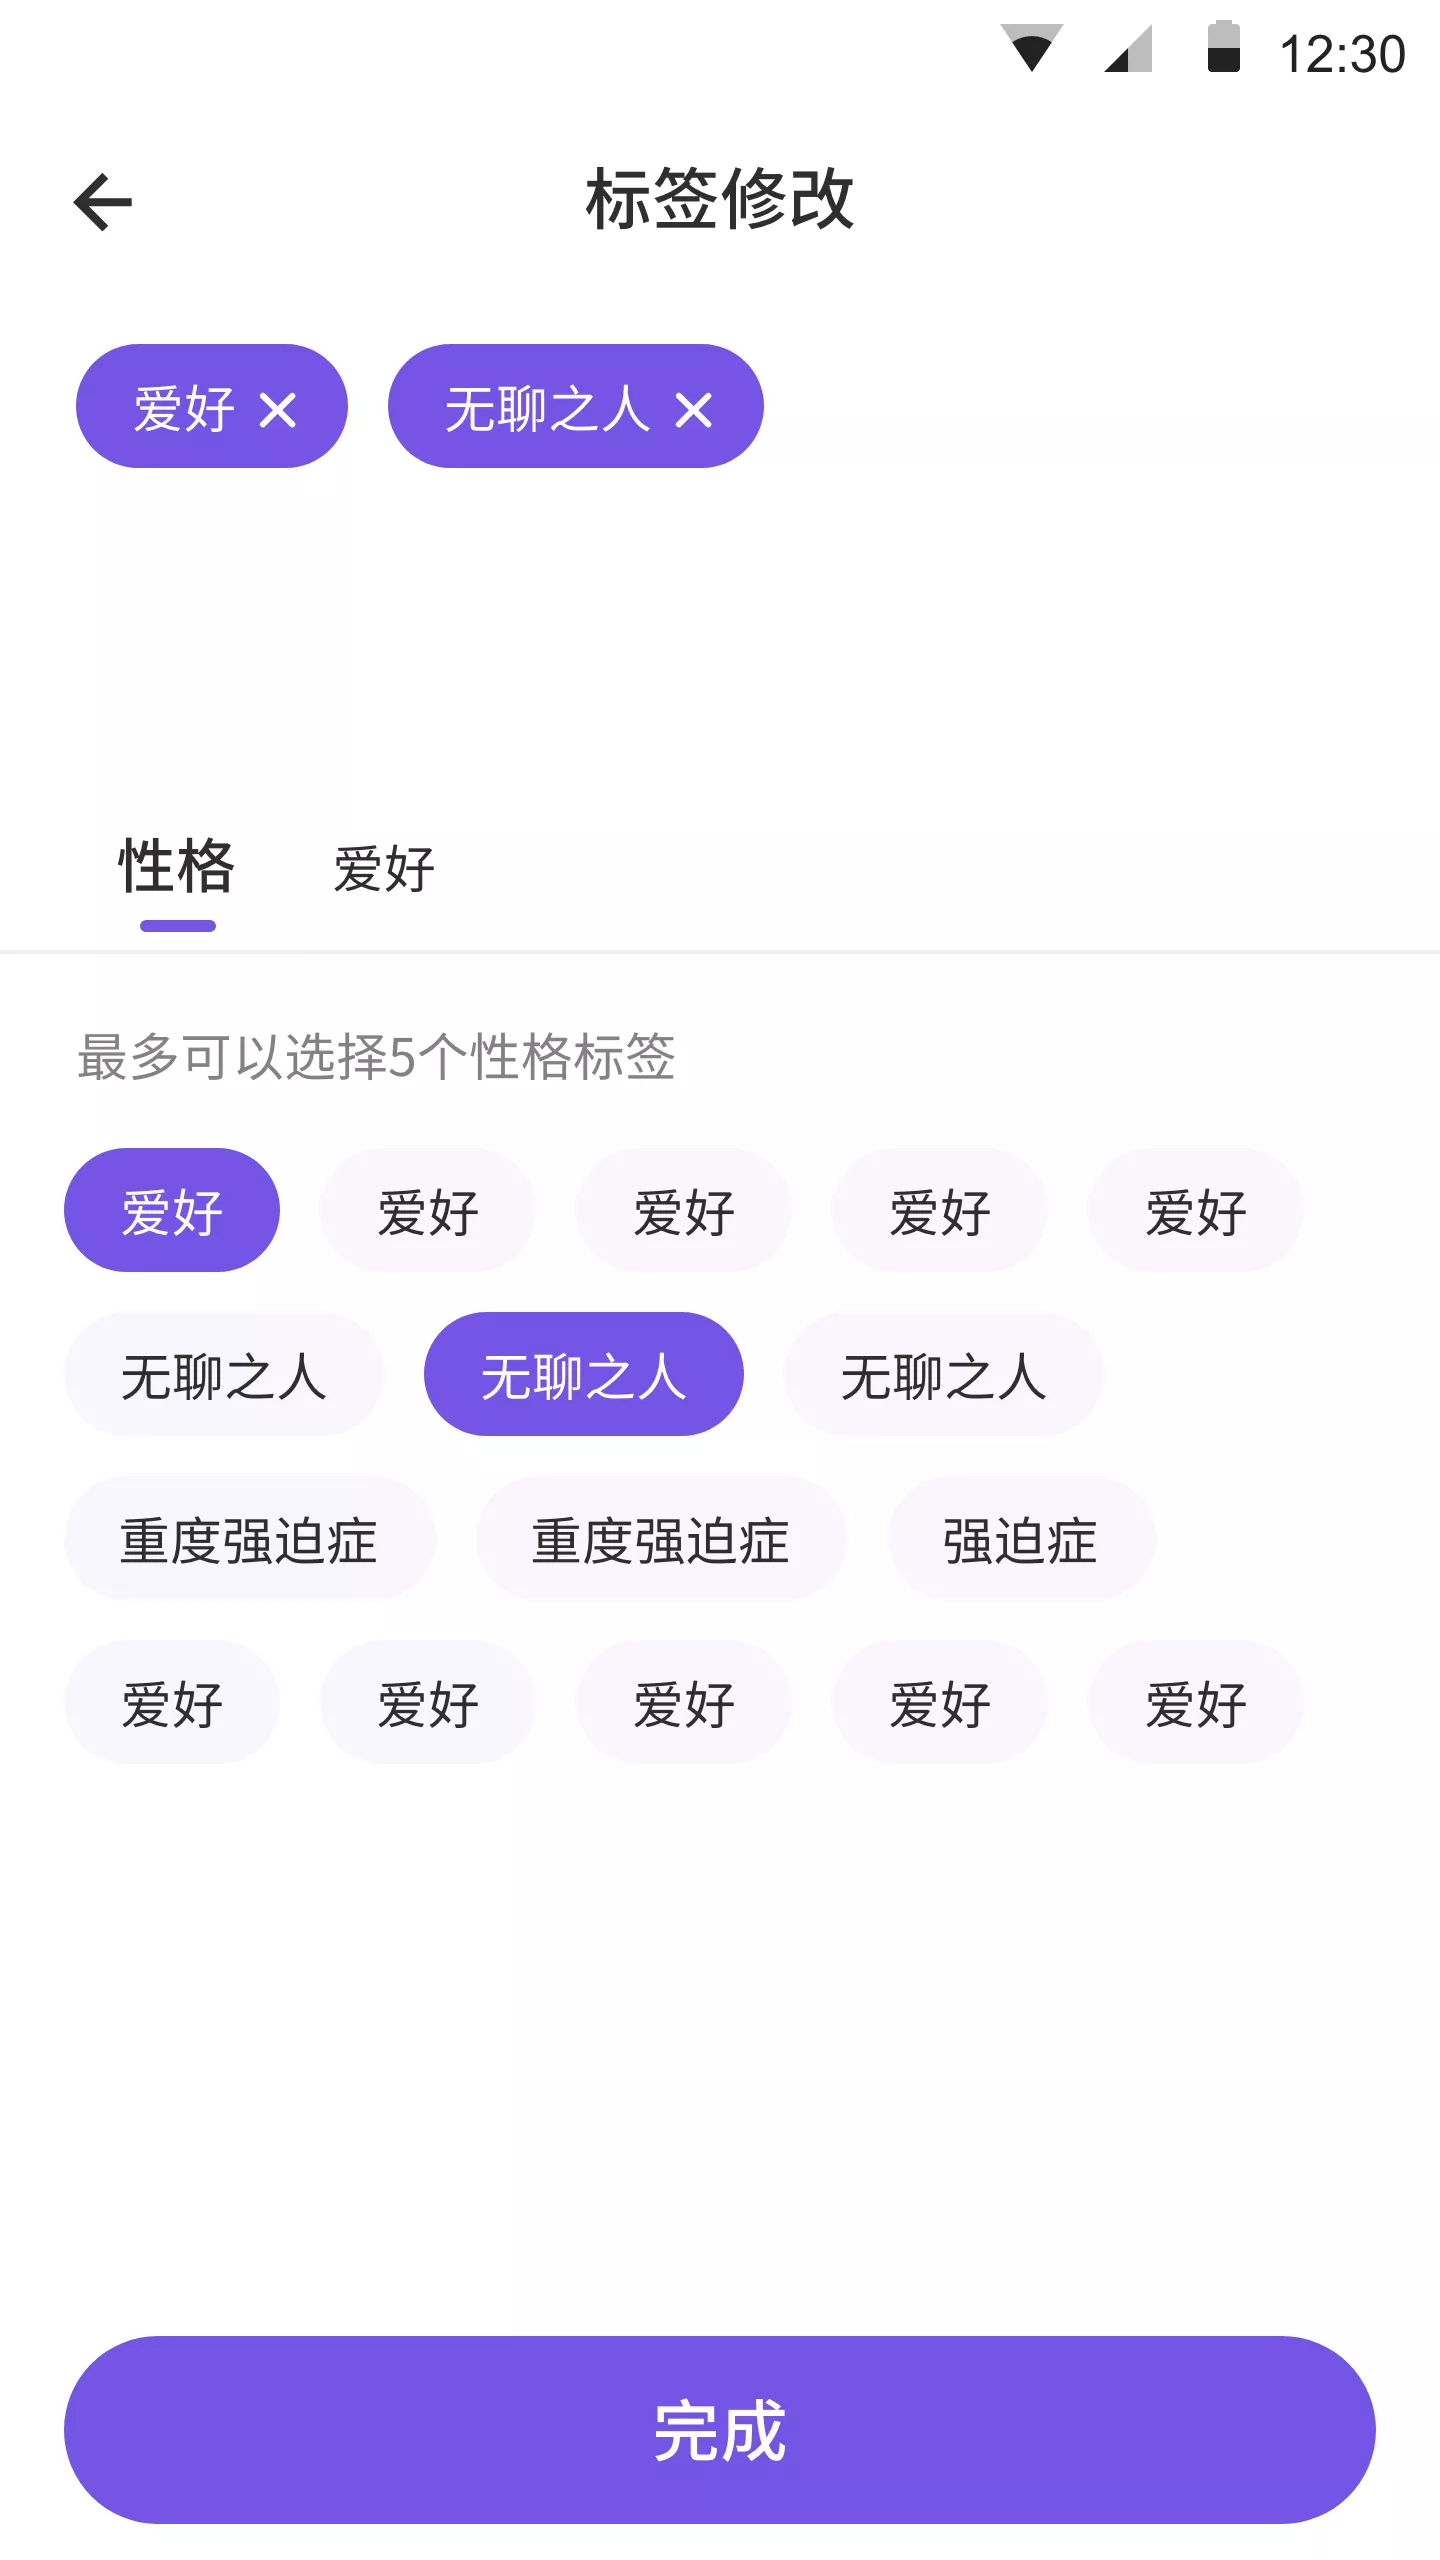 12:30
标签修改
爱好 无聊之人
性格 爱好
最多可以选择5个性格标签
爱好 爱好 爱好 爱好 爱好
无聊之人 无聊之人 无聊之人
重度强迫症 重度强迫症 强迫症
爱好 爱好 爱好 爱好 爱好
完成